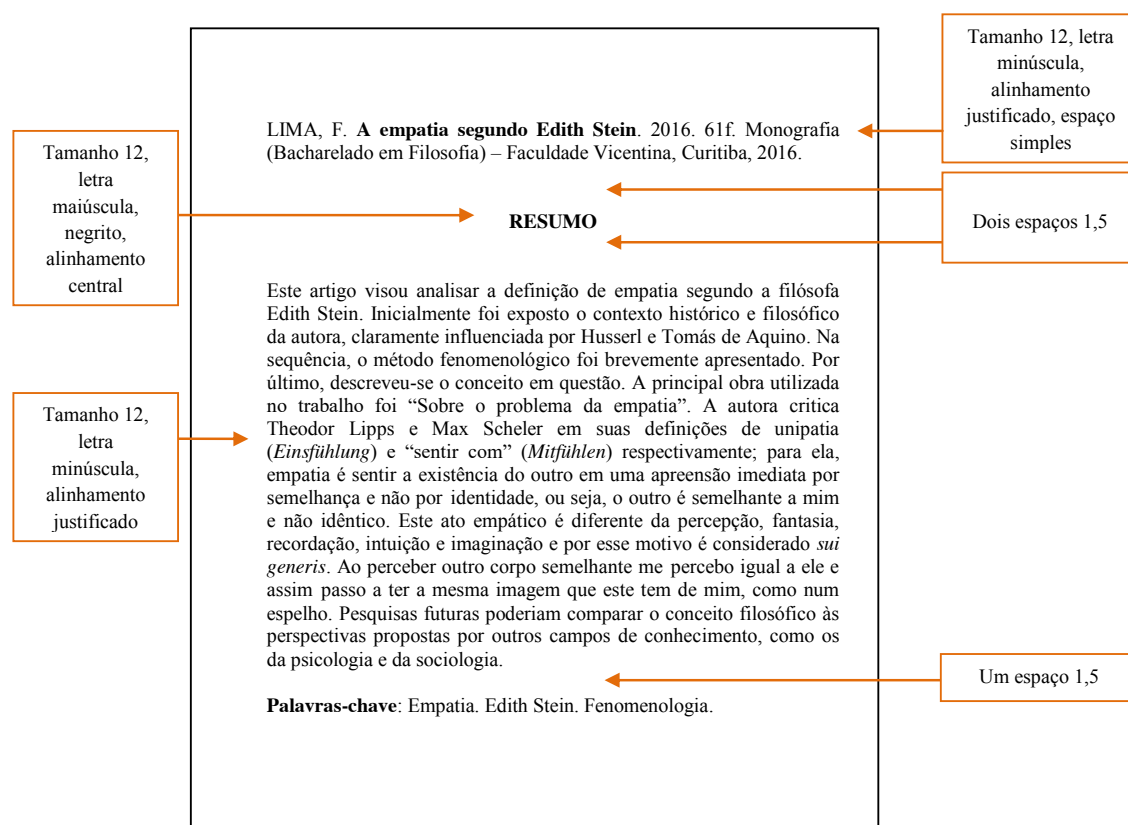 Tamanho 12, letra
minúscula,
alinhamento
justificado, espaço
simples
LIMA, F. A empatia segundo Edith Stein. 2016. 61f. Monografia
(Bacharelado em Filosofia) – Faculdade Vicentina, Curitiba, 2016.
Tamanho 12,
letra
maiúscula,
negrito,
alinhamento
central
RESUMO
Dois espaços 1,5
Este artigo visou analisar a definição de empatia segundo a filósofa
Edith Stein. Inicialmente foi exposto o contexto histórico e filosófico
da autora, claramente influenciada por Husserl e Tomás de Aquino. Na
sequência, o método fenomenológico foi brevemente apresentado. Por
último, descreveu-se o conceito em questão. A principal obra utilizada
no trabalho foi “Sobre o problema da empatia”. A autora critica
Theodor Lipps e Max Scheler em suas definições de unipatia
(Einsfühlung) e “sentir com” (Mitfühlen) respectivamente; para ela,
empatia é sentir a existência do outro em uma apreensão imediata por
semelhança e não por identidade, ou seja, o outro é semelhante a mim
e não idêntico. Este ato empático é diferente da percepção, fantasia,
recordação, intuição e imaginação e por esse motivo é considerado sui
generis. Ao perceber outro corpo semelhante me percebo igual a ele e
assim passo a ter a mesma imagem que este tem de mim, como num
espelho. Pesquisas futuras poderiam comparar o conceito filosófico às
perspectivas propostas por outros campos de conhecimento, como os
da psicologia e da sociologia.
Tamanho 12,
letra
minúscula,
alinhamento
justificado
Um espaço 1,5
Palavras-chave: Empatia. Edith Stein. Fenomenologia.